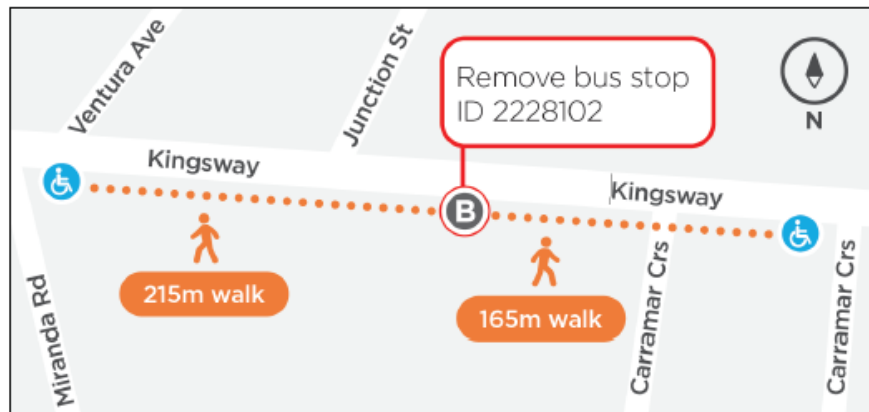 Ventura Ave
Junction St
Remove bus stop
ID 2228102
N
Kingsway
Kingsway
B
215m walk
165m walk
Miranda Rd
Carramar Crs
Carramar Crs